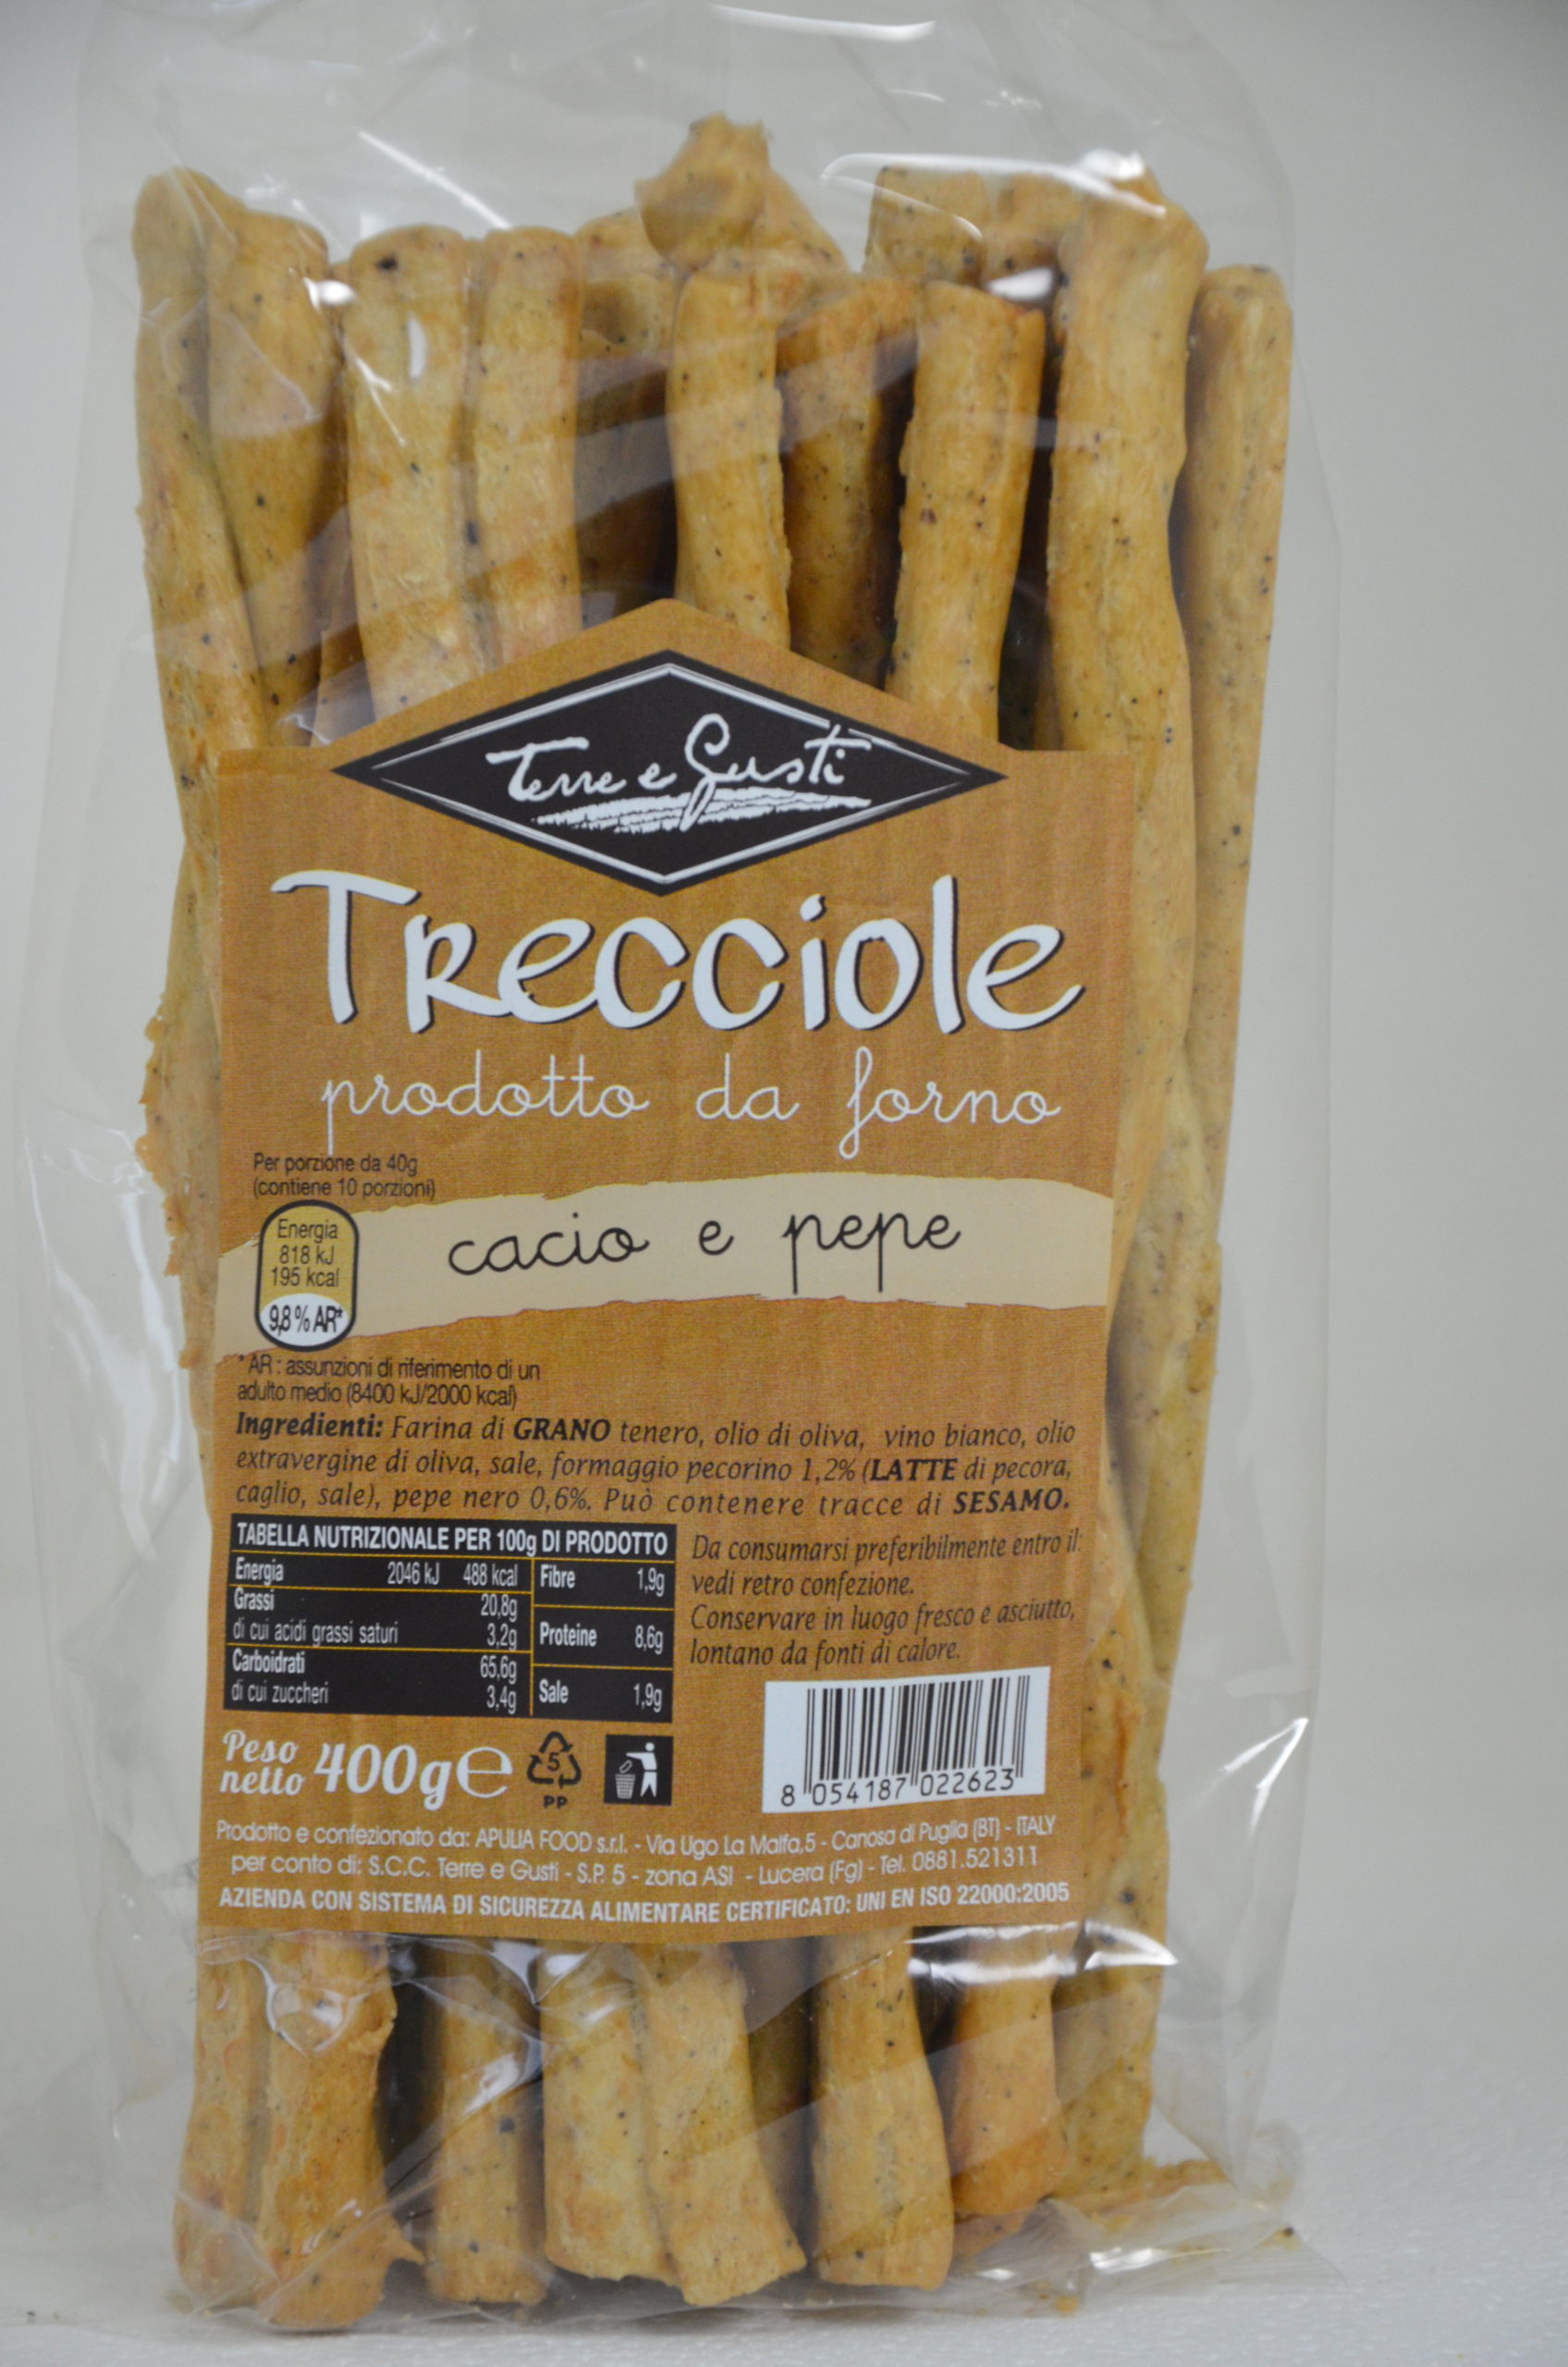 Terre e Gusti
Trecciole
prodotto da forno
Per porzione da 40g
(contiene 10 porzioni)
cacio e pepe
Energia
818 kJ
195 kcal
9,8 % AR*
* AR : assunzioni di riferimento di un
adulto medio (8400 kJ/2000 kcal)
Ingredienti: Farina di GRANO tenero, olio di oliva, vino bianco, olio
extravergine di oliva, sale, formaggio pecorino 1,2% (LATTE di pecora,
caglio, sale), pepe nero 0,6%. Può contenere tracce di SESAMO.
TABELLA NUTRIZIONALE PER 100g DI PRODOTTO
Energia 2046 kJ 488 kcal
Grassi 20,8g
di cui acidi grassi saturi 3,2g
Carboidrati 65,6g
di cui zuccheri 3,4g
Fibre 1,9g
Proteine 8,6g
Sale 1,9g
Da consumarsi preferibilmente entro il:
vedi retro confezione.
Conservare in luogo fresco e asciutto,
lontano da fonti di calore.
Peso
netto 400g e
5
PP
8 054187 022623
Prodotto e confezionato da: APULIA FOOD s.r.l. - Via Ugo La Malfa,5 - Canosa di Puglia (BT) - ITALY
per conto di: S.C.C. Terre e Gusti - S.P. 5 - zona ASI - Lucera (Fg) - Tel. 0881.521311
AZIENDA CON SISTEMA DI SICUREZZA ALIMENTARE CERTIFICATO: UNI EN ISO 22000:2005